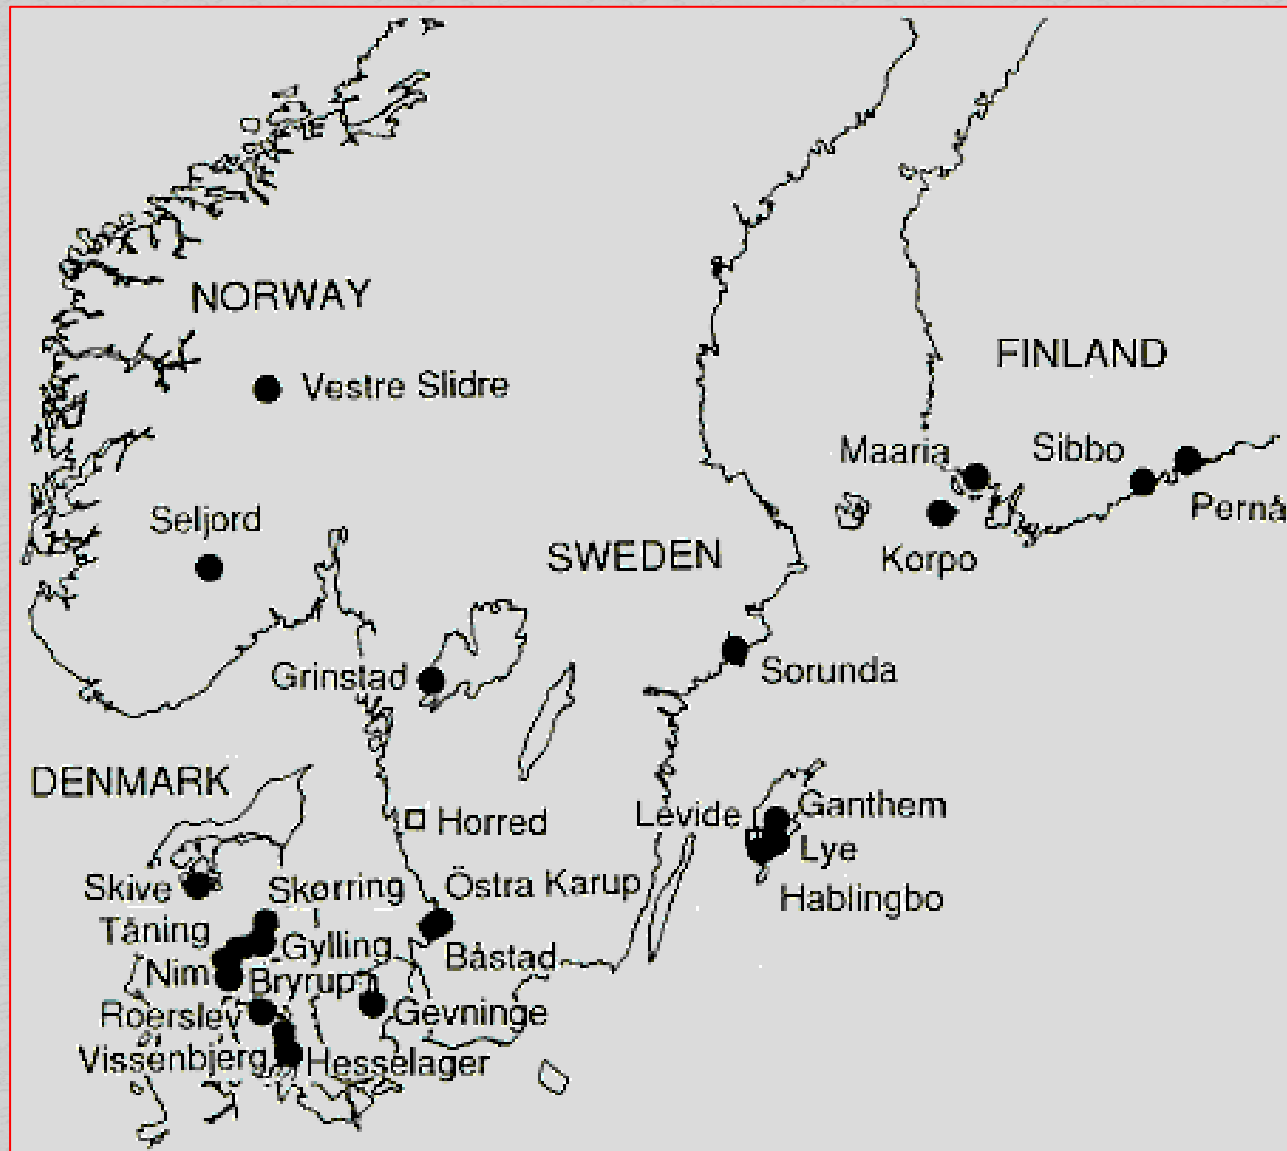 NORWAY
FINLAND
Vestre Slidre
Maaria
Sibbo
Pernå
Seljord
SWEDEN
Korpo
Grinstad
Sorunda
DENMARK
Horred
Levide
Ganthem
Lye
Skive
Skørring
Östra Karup
Hablingbo
Tåning
Gylling
Båstad
Nim
Bryrup
Roerslev
Gevninge
Vissenbjerg
Hesselager